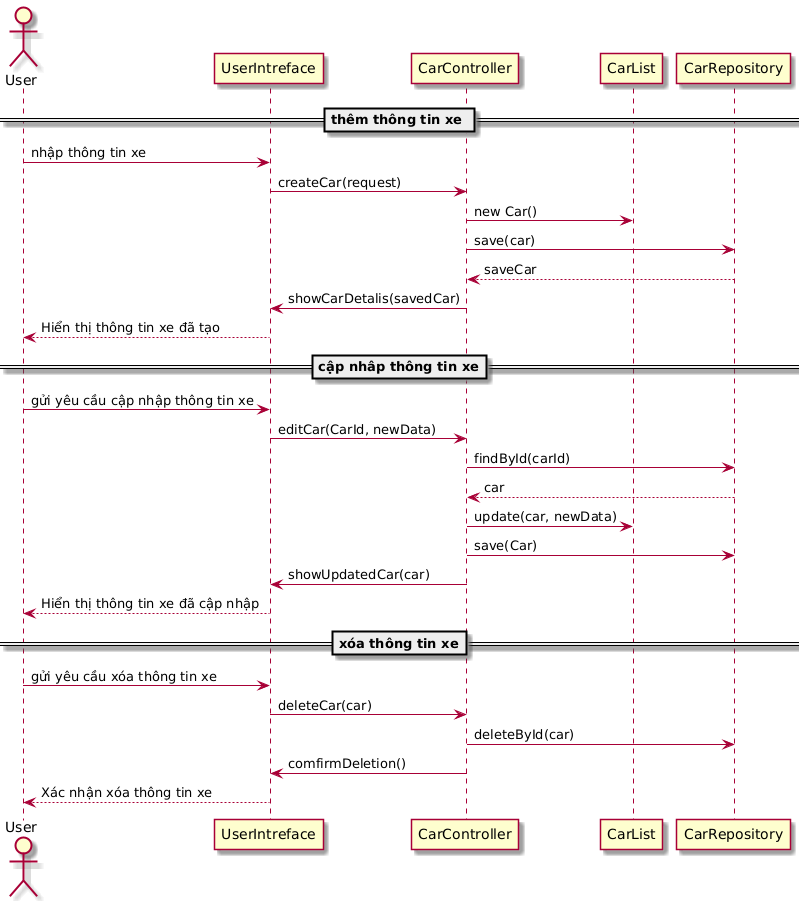 User
UserIntreface
CarController
CarList
CarRepository
thêm thông tin xe
nhập thông tin xe
createCar(request)
new Car()
save(car)
saveCar
showCarDetalis(savedCar)
Hiển thị thông tin xe đã tạo
cập nhâp thông tin xe
gửi yêu cầu cập nhập thông tin xe
editCar(CarId, newData)
findById(carId)
car
update(car, newData)
save(Car)
showUpdatedCar(car)
Hiển thị thông tin xe đã cập nhập
xóa thông tin xe
gửi yêu cầu xóa thông tin xe
deleteCar(car)
deleteById(car)
comfirmDeletion()
Xác nhận xóa thông tin xe
User
UserIntreface
CarController
CarList
CarRepository